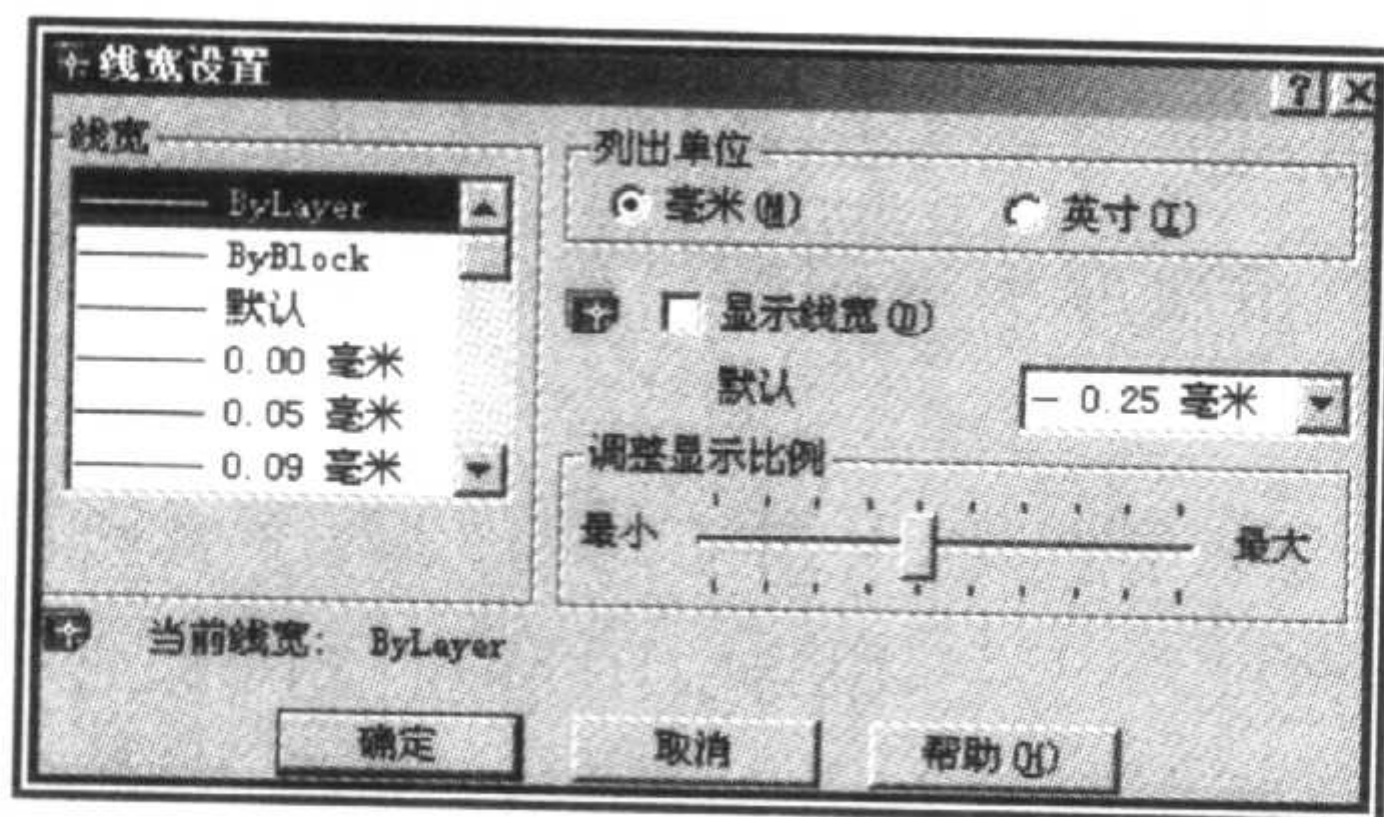 线宽设置
线宽
ByLayer
ByBlock
默认
0.00 毫米
0.05 毫米
0.09 毫米
列出单位
毫米(M)
英寸(I)
显示线宽(D)
默认
0.25 毫米
调整显示比例
最小
最大
当前线宽: ByLayer
确定
取消
帮助(H)